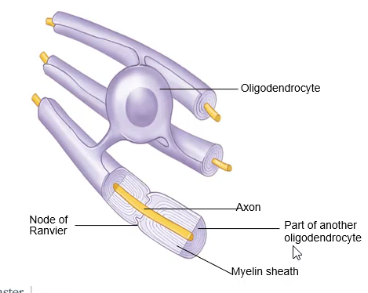 Oligodendrocyte
Axon
Node of
Ranvier
Part of another
oligodendrocyte
Myelin sheath